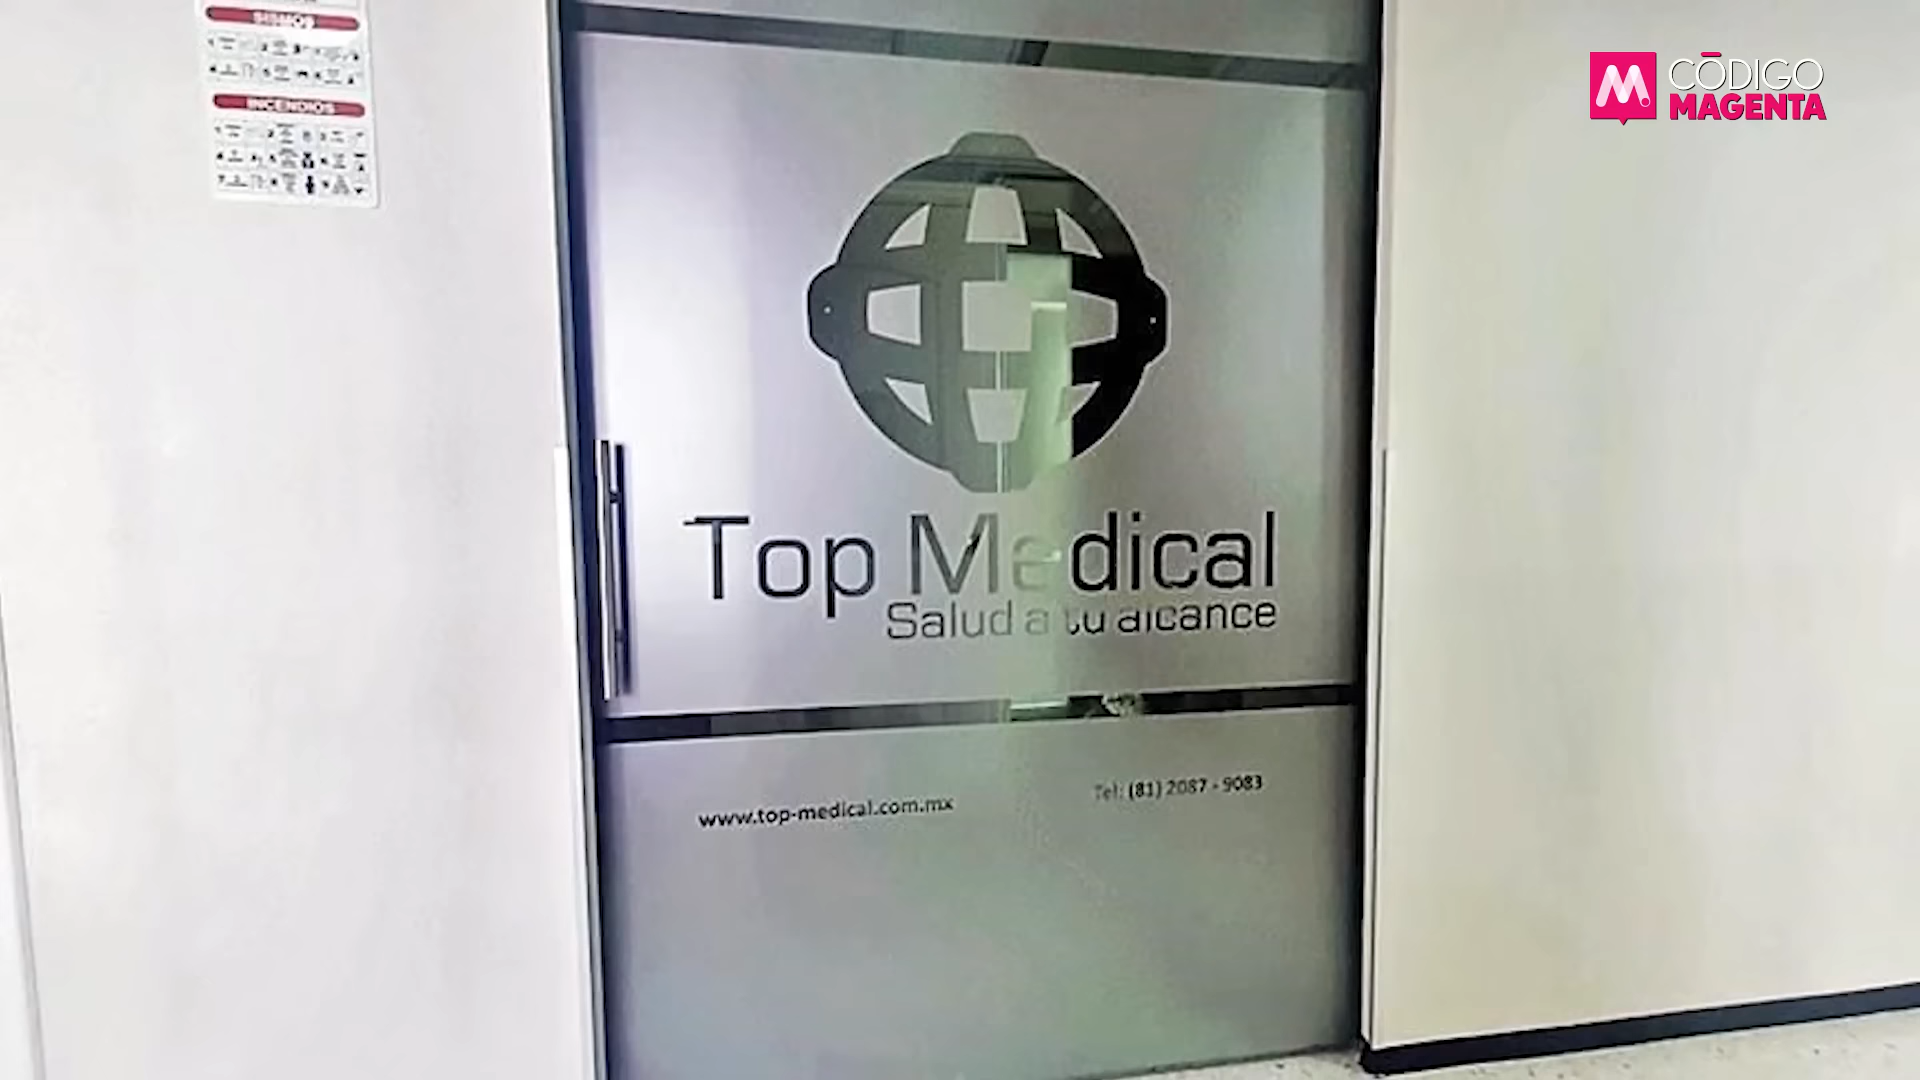 SISMOS
INCENDIOS
CÓDIGO
MAGENTA
Top Medical
Salud a tu alcance
www.top-medical.com.mx
Tel: (81) 2087 - 9083